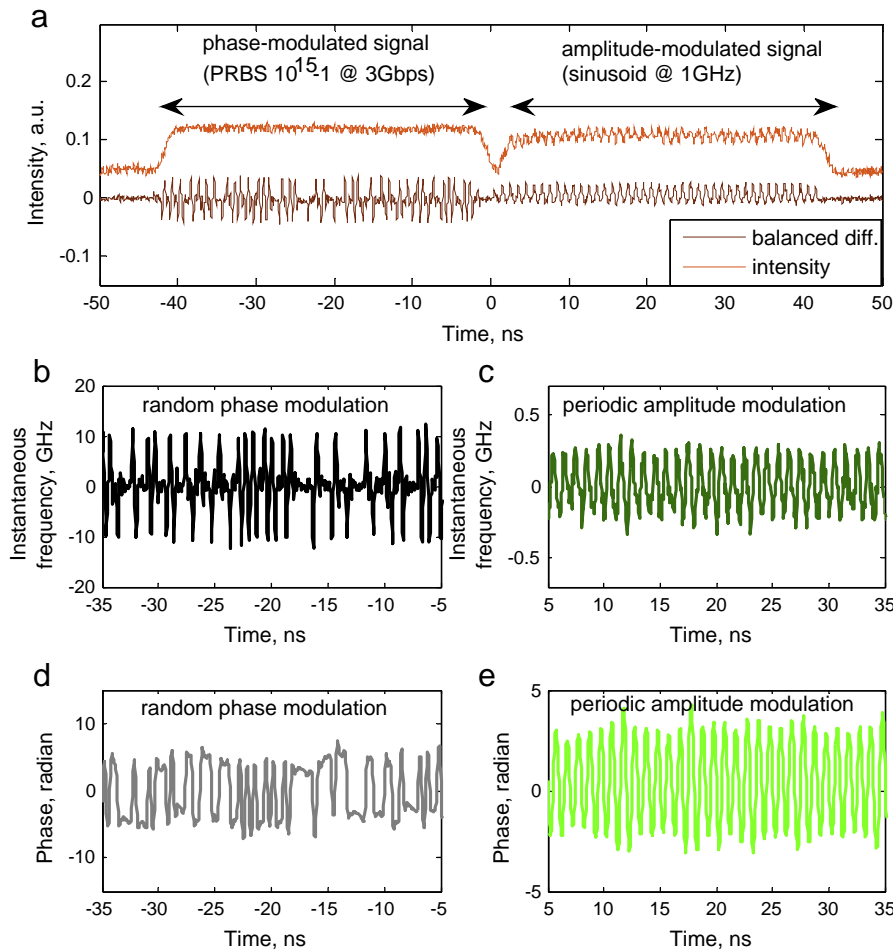 a
phase-modulated signal
(PRBS 10^15-1 @ 3Gbps)
amplitude-modulated signal
(sinusoid @ 1GHz)
0.2
0.1
0
-0.1
Intensity, a.u.
balanced diff.
intensity
-50 -40 -30 -20 -10 0 10 20 30 40 50
Time, ns
b
random phase modulation
20
10
0
-10
-20
Instantaneous
frequency, GHz
-35 -30 -25 -20 -15 -10 -5
Time, ns
c
periodic amplitude modulation
0.5
0
-0.5
Instantaneous
frequency, GHz
5 10 15 20 25 30 35
Time, ns
d
random phase modulation
10
0
-10
Phase, radian
-35 -30 -25 -20 -15 -10 -5
Time, ns
e
periodic amplitude modulation
5
0
-5
Phase, radian
5 10 15 20 25 30 35
Time, ns